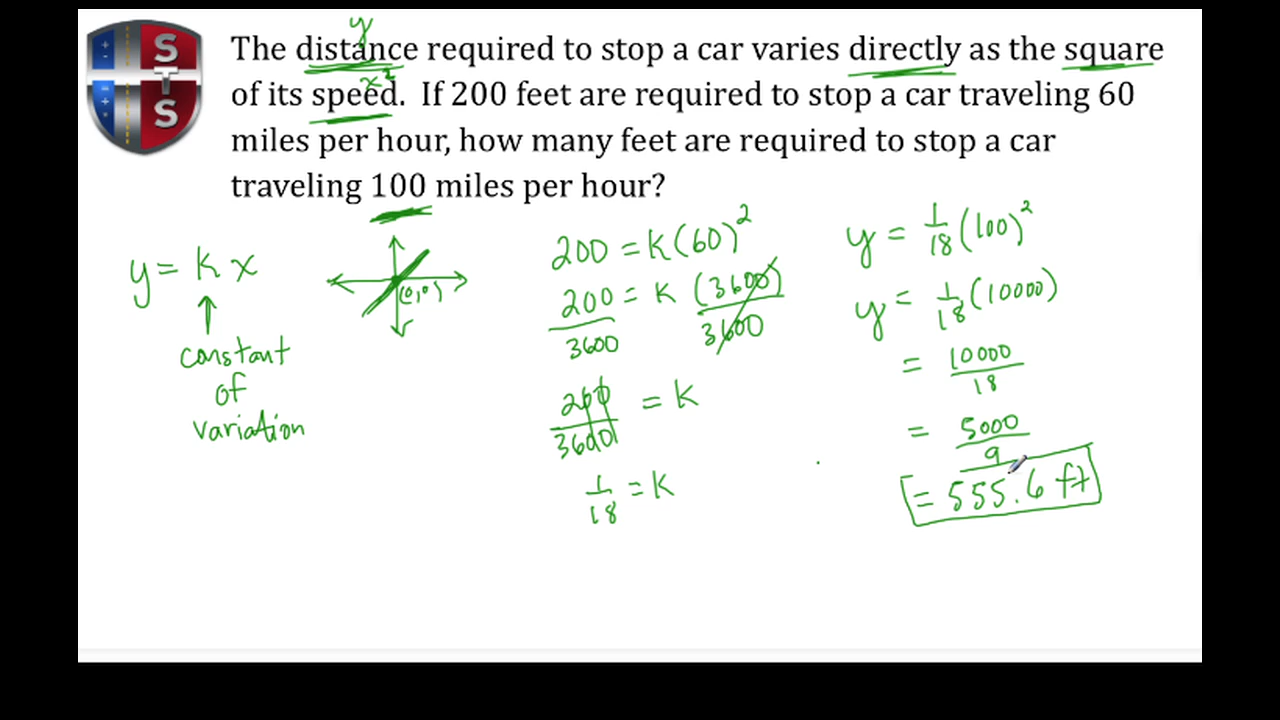 y
The distance required to stop a car varies directly as the square
x²
of its speed. If 200 feet are required to stop a car traveling 60
miles per hour, how many feet are required to stop a car
traveling 100 miles per hour?
STS
y = kx
constant
of
variation
(0,0)
200 = K(60)²
200 = K (3600)
3600 3600
200 = K
3600
1 = K
18
y = 1/18 (100)²
y = 1/18 (10000)
= 10000
18
= 5000
9
= 555.6 ft